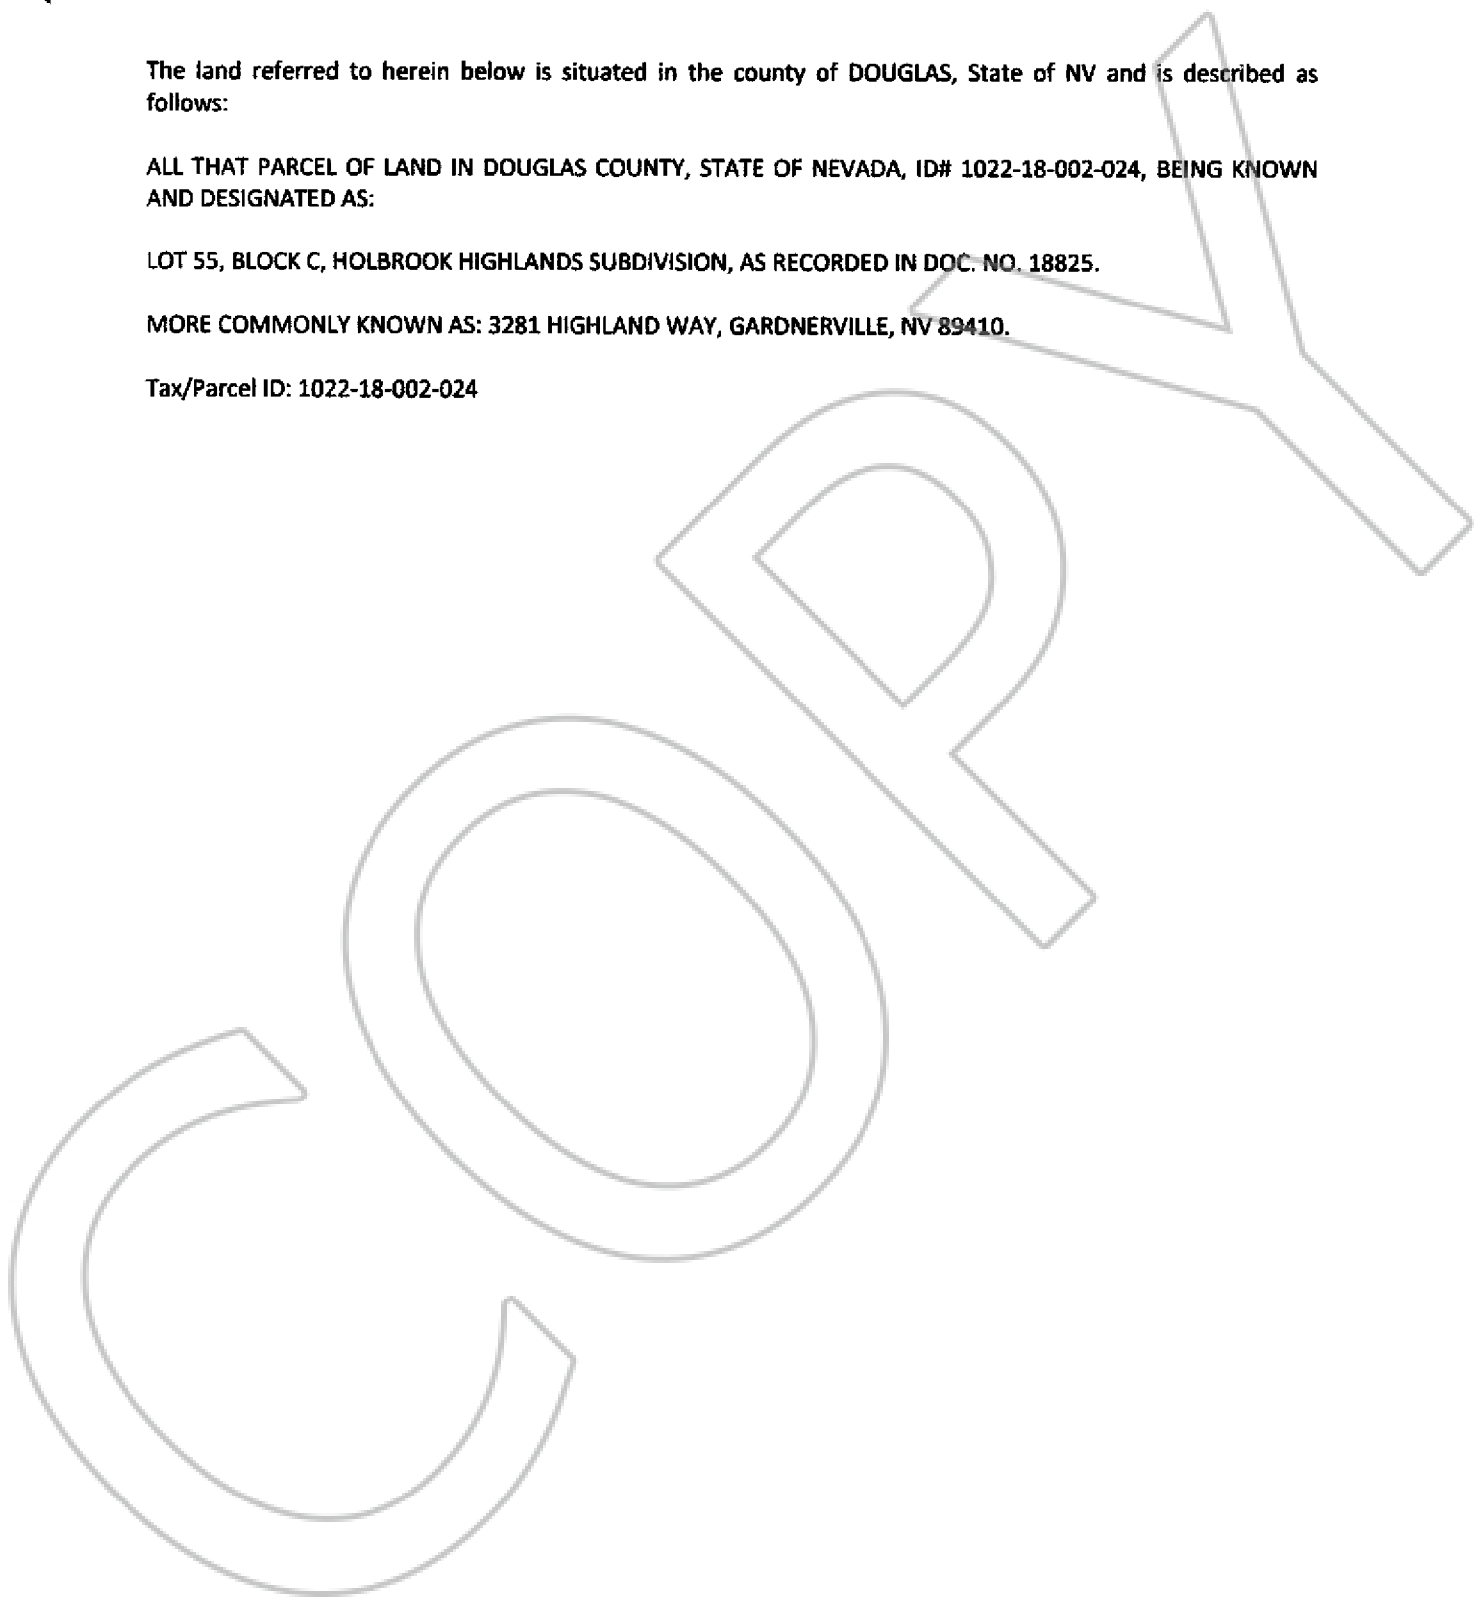 The land referred to herein below is situated in the county of DOUGLAS, State of NV and is described as
follows:
ALL THAT PARCEL OF LAND IN DOUGLAS COUNTY, STATE OF NEVADA, ID# 1022-18-002-024, BEING KNOWN
AND DESIGNATED AS:
LOT 55, BLOCK C, HOLBROOK HIGHLANDS SUBDIVISION, AS RECORDED IN DOC. NO. 18825.
MORE COMMONLY KNOWN AS: 3281 HIGHLAND WAY, GARDNERVILLE, NV 89410.
Tax/Parcel ID: 1022-18-002-024
COPY